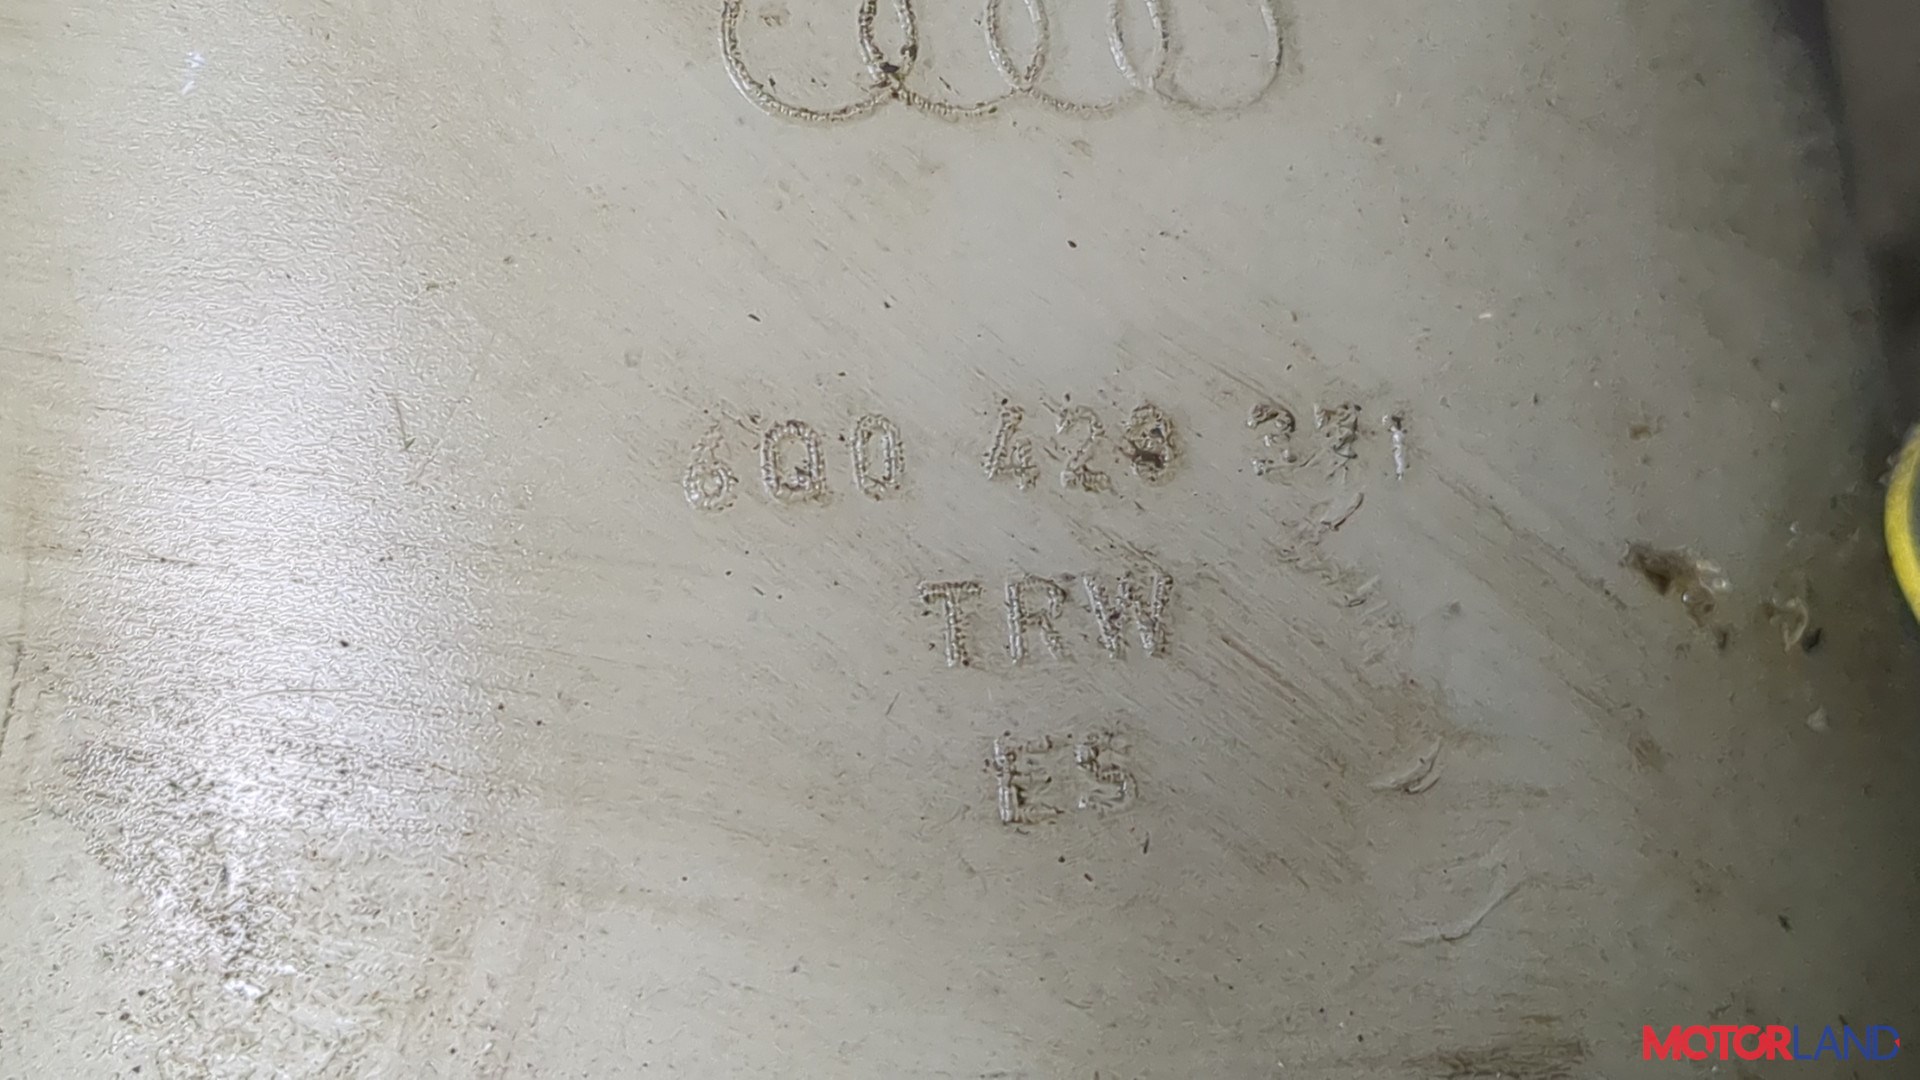 6Q0 423 371
TRW
ES
MOTORLAND